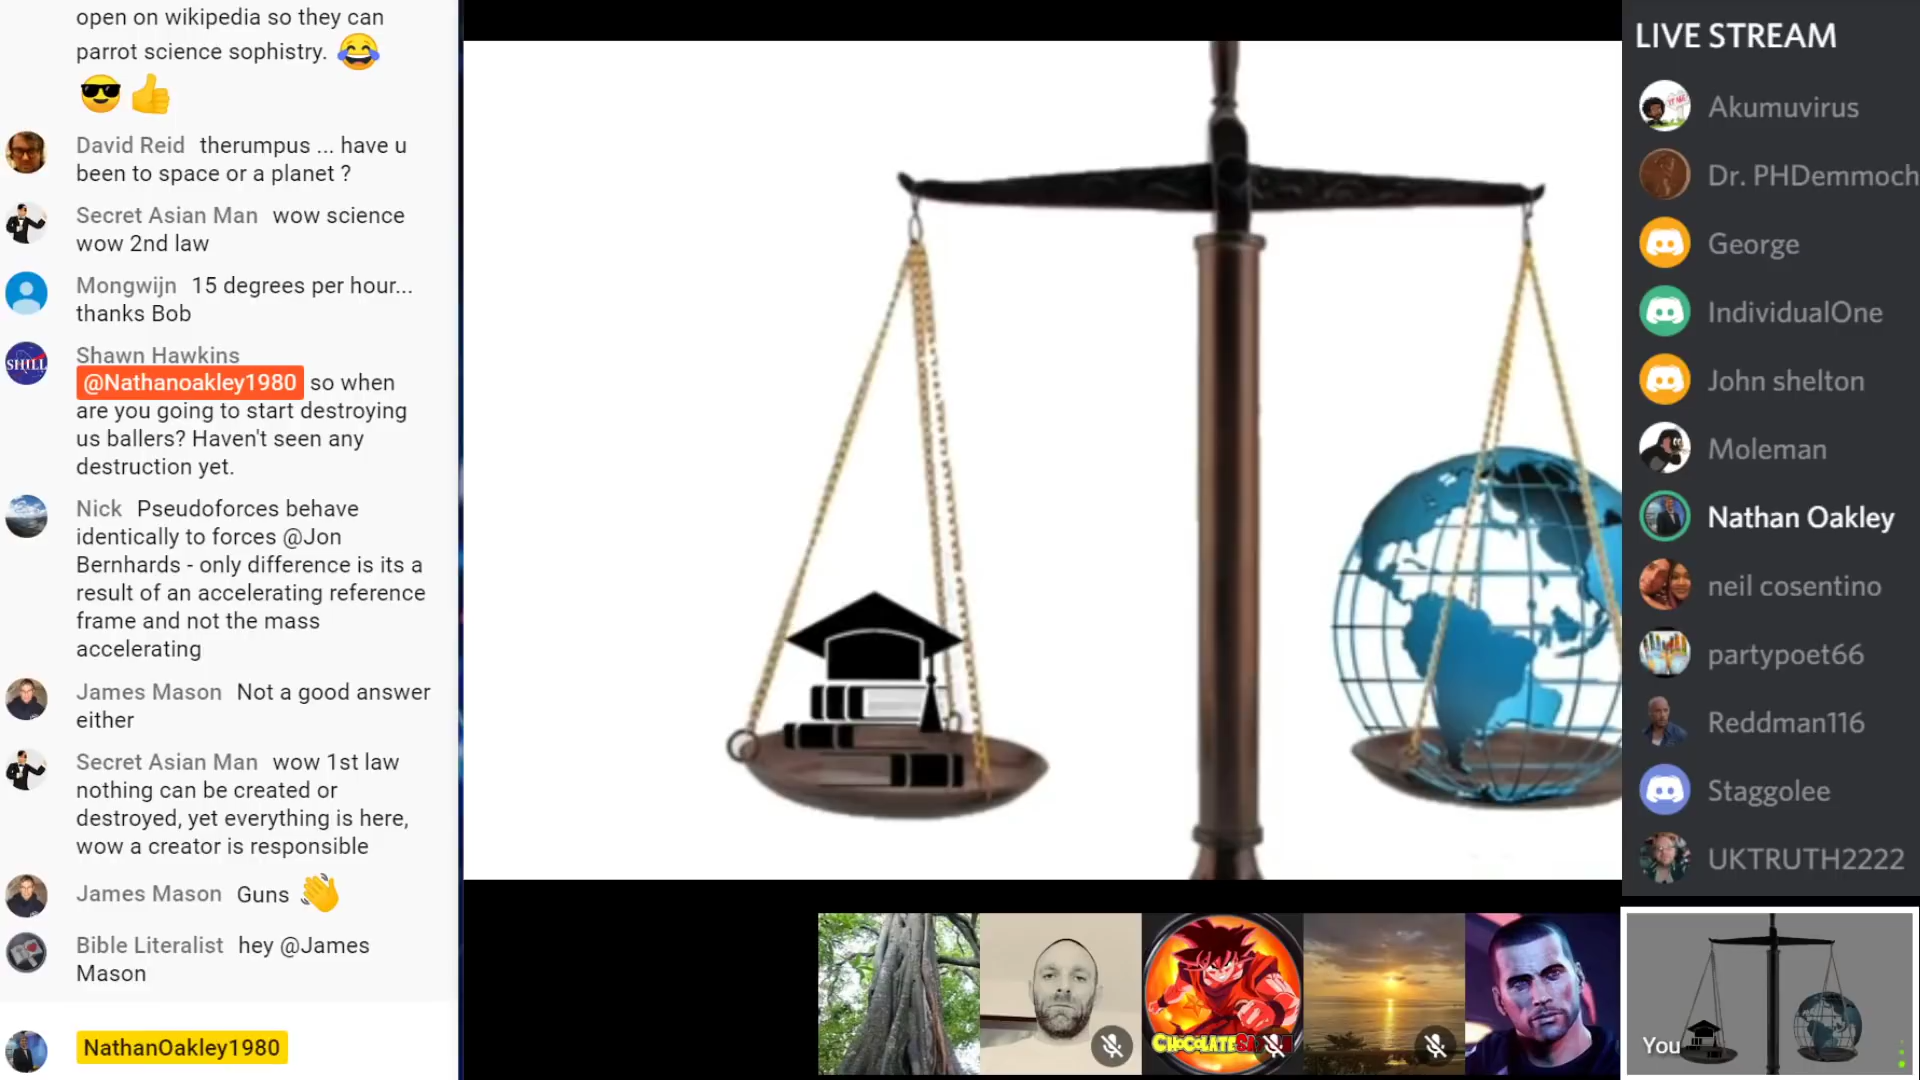 open on wikipedia so they can
parrot science sophistry. 😂
😎👍
David Reid therumpus ... have u
been to space or a planet ?
Secret Asian Man wow science
wow 2nd law
Mongwijn 15 degrees per hour...
thanks Bob
SHILL
Shawn Hawkins
@Nathanoakley1980 so when
are you going to start destroying
us ballers? Haven't seen any
destruction yet.
Nick Pseudoforces behave
identically to forces @Jon
Bernhards - only difference is its a
result of an accelerating reference
frame and not the mass
accelerating
James Mason Not a good answer
either
Secret Asian Man wow 1st law
nothing can be created or
destroyed, yet everything is here,
wow a creator is responsible
James Mason Guns 👋
Bible Literalist hey @James
Mason
NathanOakley1980
LIVE STREAM
Akumuvirus
Dr. PHDemmoch
George
IndividualOne
John shelton
Moleman
Nathan Oakley
neil cosentino
partypoet66
Reddman116
Staggolee
UKTRUTH2222
You